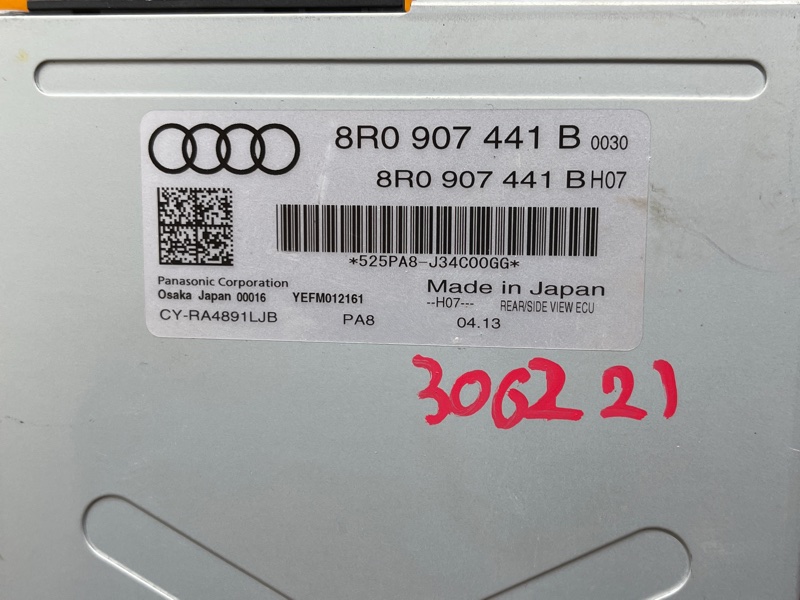 8R0 907 441 B 0030
8R0 907 441 B H07
*525PA8-J34C00GG*
Panasonic Corporation
Made in Japan
Osaka Japan 00016 YEFM012161
--H07--- REAR/SIDE VIEW ECU
CY-RA4891LJB PA8 04.13
306221